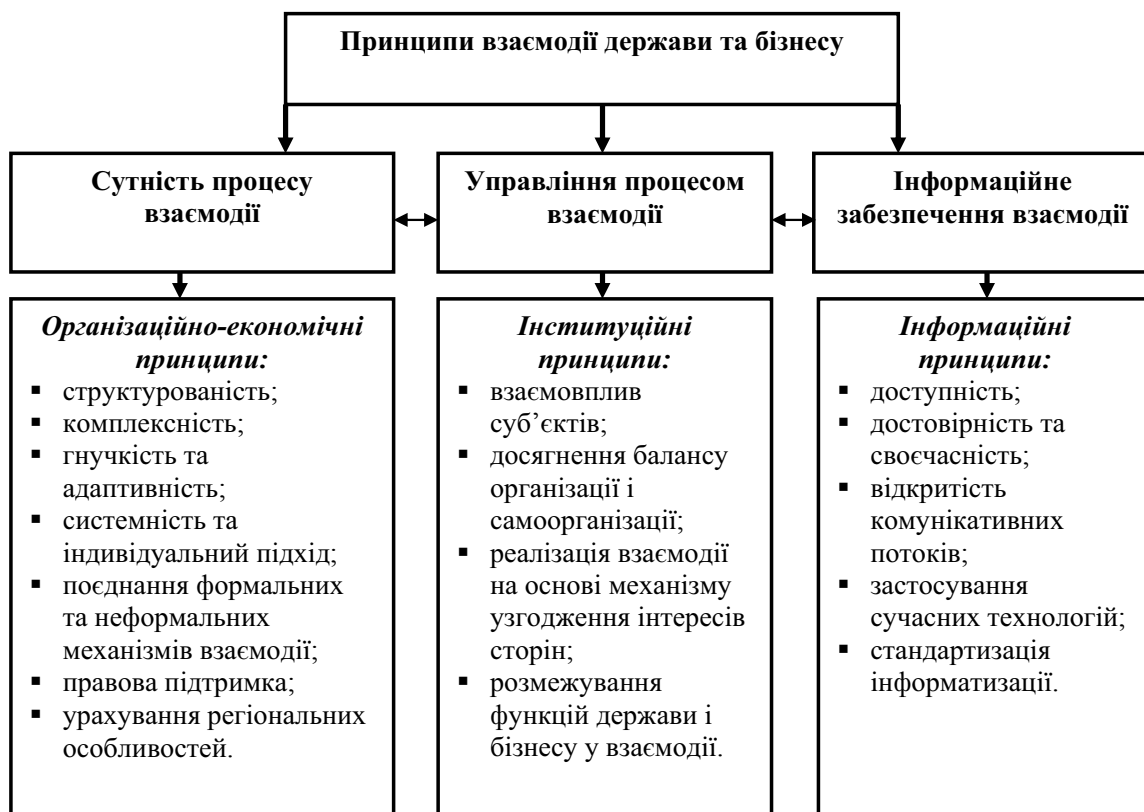 Принципи взаємодії держави та бізнесу
Сутність процесу
взаємодії
Управління процесом
взаємодії
Інформаційне
забезпечення взаємодії
Організаційно-економічні
принципи:
▪ структурованість;
▪ комплексність;
▪ гнучкість та
адаптивність;
▪ системність та
індивідуальний підхід;
▪ поєднання формальних
та неформальних
механізмів взаємодії;
▪ правова підтримка;
▪ урахування регіональних
особливостей.
Інституційні
принципи:
▪ взаємовплив
суб’єктів;
▪ досягнення балансу
організації і
самоорганізації;
▪ реалізація взаємодії
на основі механізму
узгодження інтересів
сторін;
▪ розмежування
функцій держави і
бізнесу у взаємодії.
Інформаційні
принципи:
▪ доступність;
▪ достовірність та
своєчасність;
▪ відкритість
комунікативних
потоків;
▪ застосування
сучасних технологій;
▪ стандартизація
інформатизації.